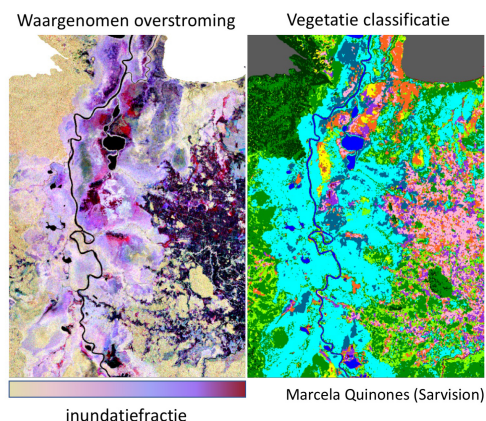 Waargenomen overstroming
Vegetatie classificatie
Marcela Quinones (Sarvision)
inundatiefractie